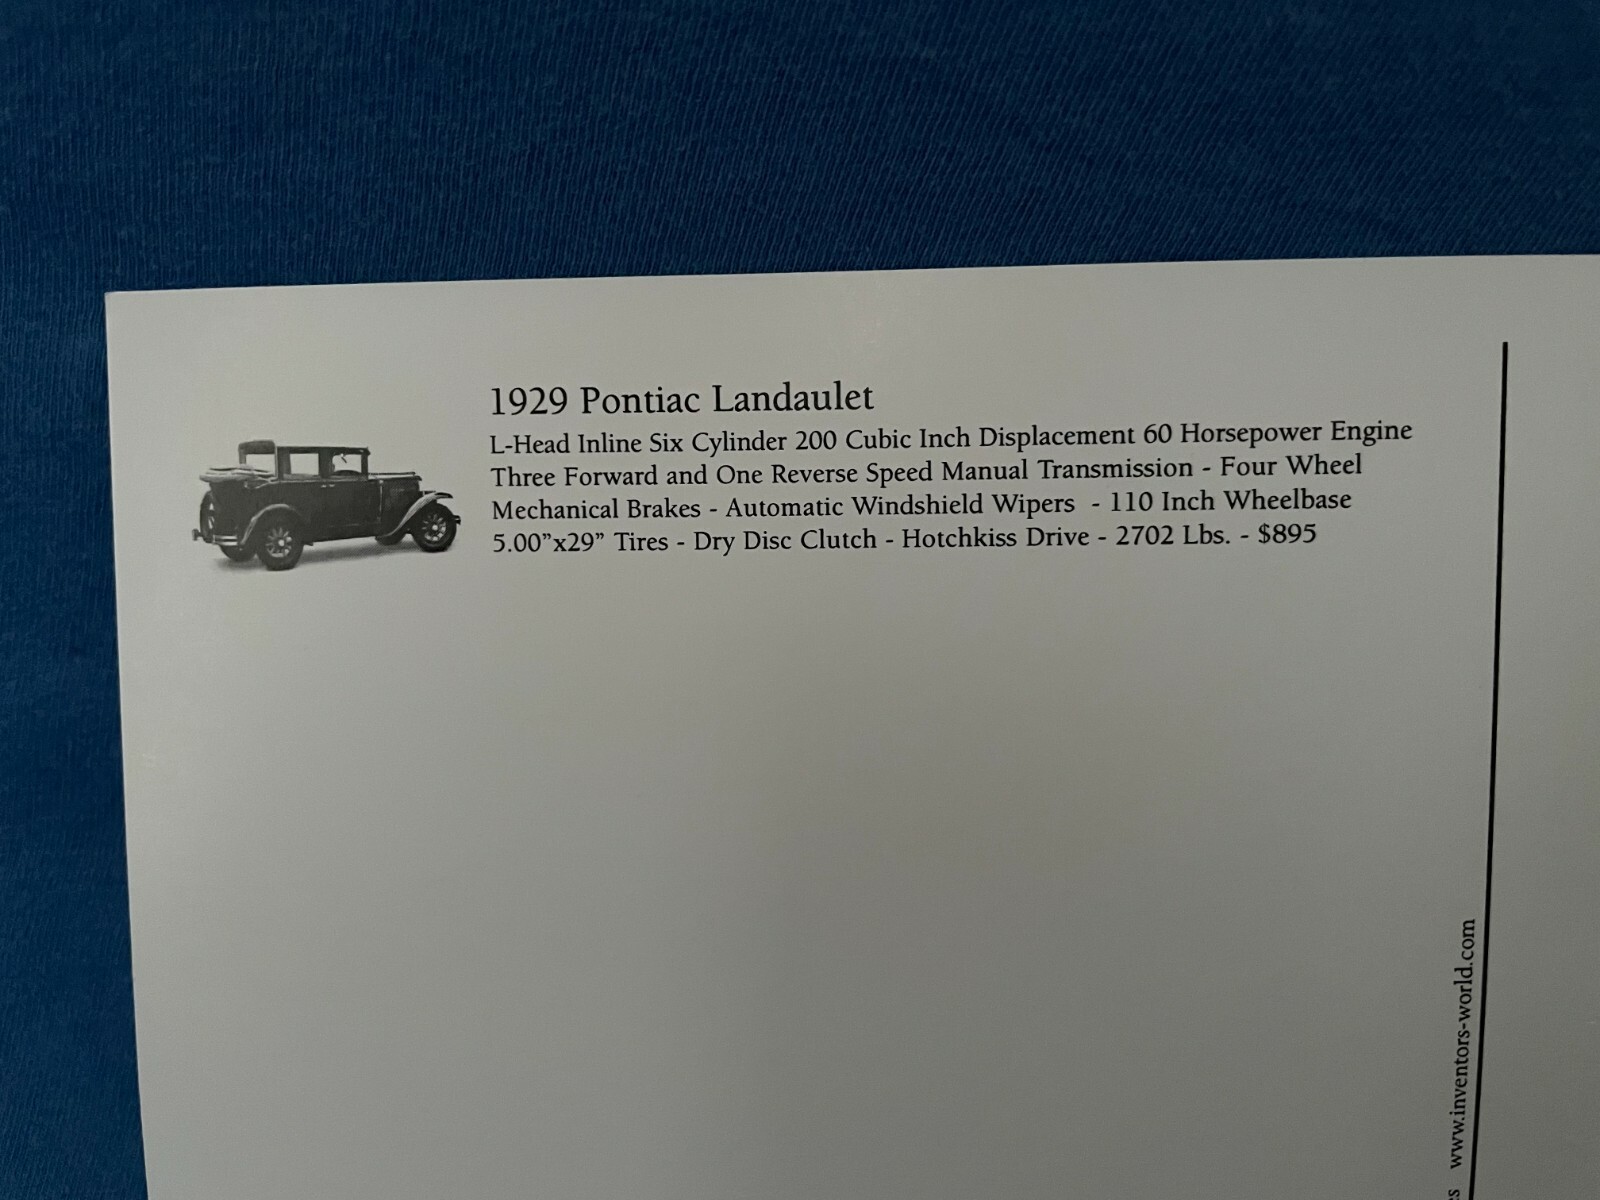 1929 Pontiac Landaulet
L-Head Inline Six Cylinder 200 Cubic Inch Displacement 60 Horsepower Engine
Three Forward and One Reverse Speed Manual Transmission - Four Wheel
Mechanical Brakes - Automatic Windshield Wipers - 110 Inch Wheelbase
5.00”x29” Tires - Dry Disc Clutch - Hotchkiss Drive - 2702 Lbs. - $895
www.inventors-world.com